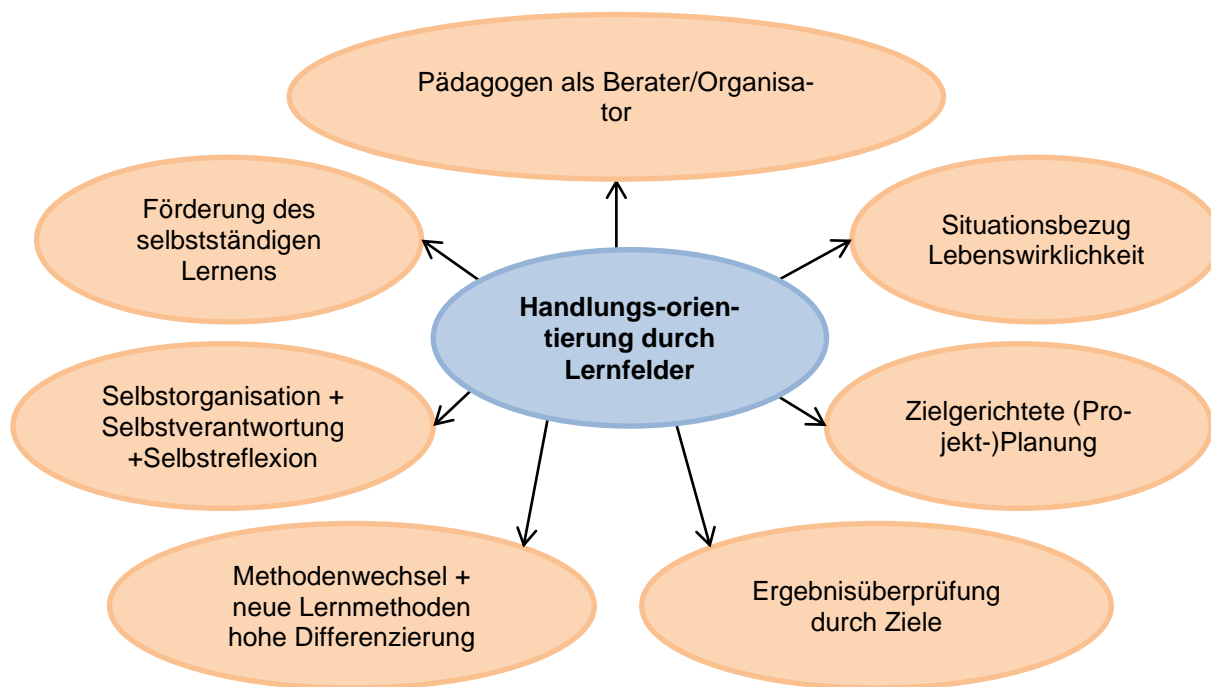 Pädagogen als Berater/Organisa-
tor
Förderung des
selbstständigen
Lernens
Situationsbezug
Lebenswirklichkeit
Handlungs-orien-
tierung durch
Lernfelder
Selbstorganisation +
Selbstverantwortung
+Selbstreflexion
Zielgerichtete (Pro-
jekt-)Planung
Methodenwechsel +
neue Lernmethoden
hohe Differenzierung
Ergebnisüberprüfung
durch Ziele